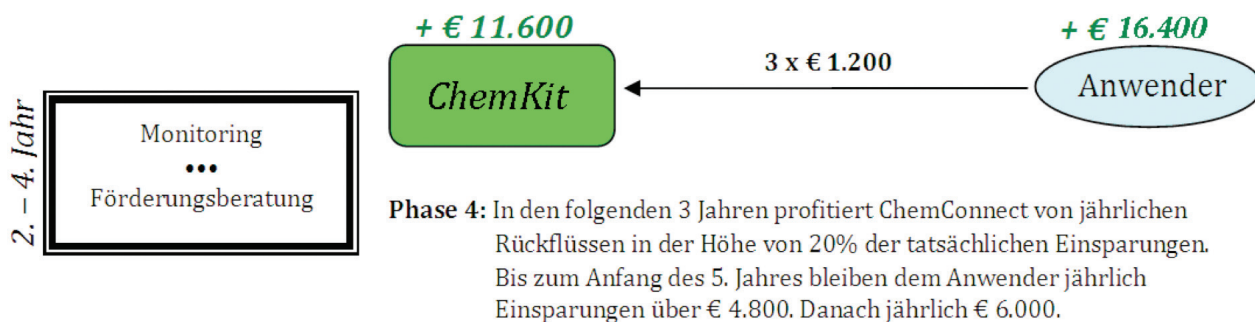 + € 11.600
+ € 16.400
3 x € 1.200
ChemKit
Anwender
2. – 4. Jahr
Monitoring
•••
Förderungsberatung
Phase 4: In den folgenden 3 Jahren profitiert ChemConnect von jährlichen
Rückflüssen in der Höhe von 20% der tatsächlichen Einsparungen.
Bis zum Anfang des 5. Jahres bleiben dem Anwender jährlich
Einsparungen über € 4.800. Danach jährlich € 6.000.